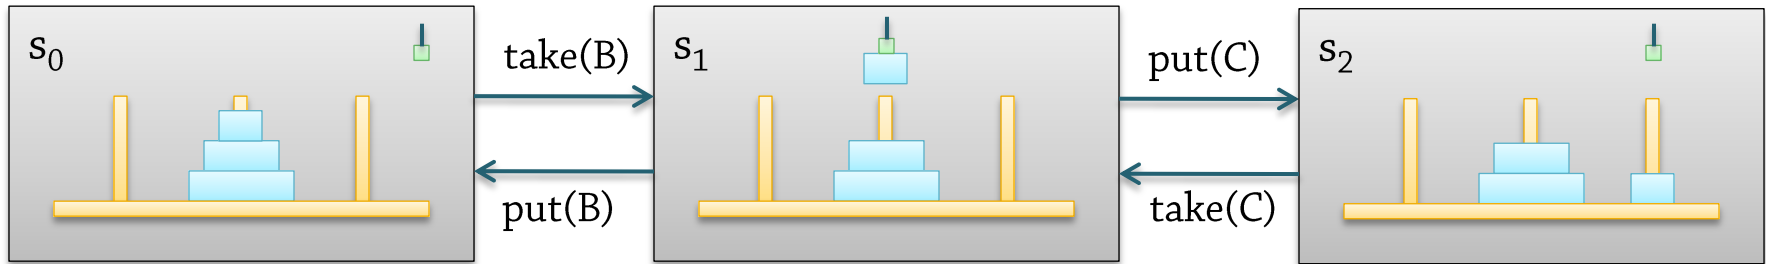 s₀
take(B)
put(B)
s₁
put(C)
take(C)
s₂